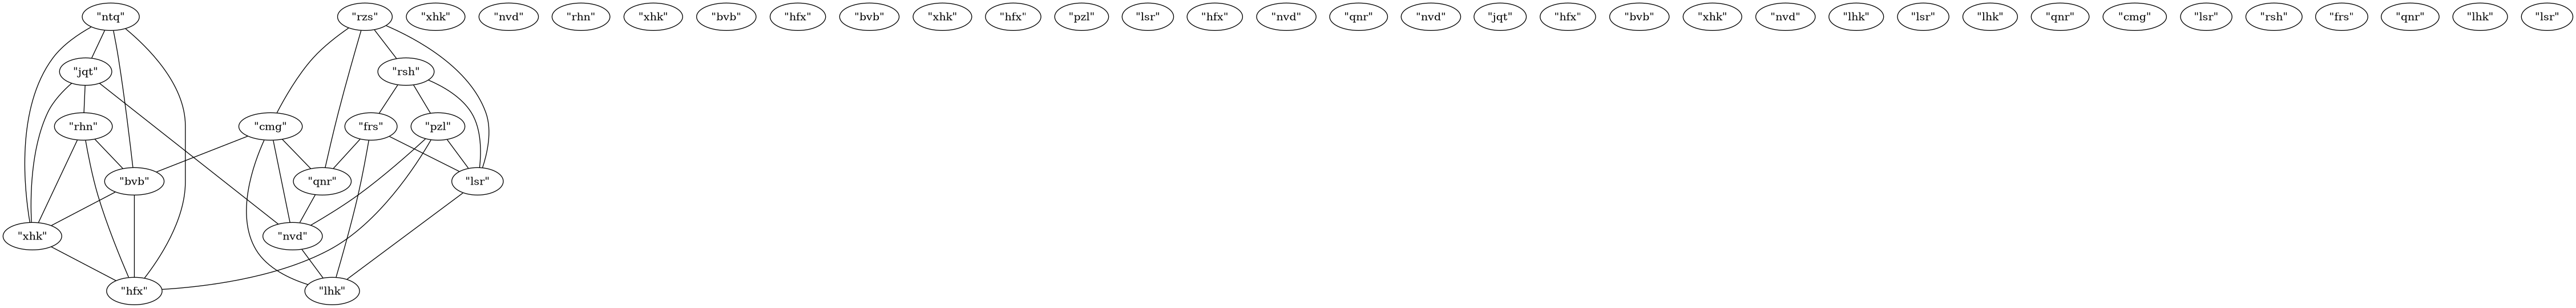 "ntq" "rzs" "xhk" "nvd" "rhn" "xhk" "bvb" "hfx" "bvb" "xhk" "hfx" "pzl" "lsr" "hfx" "nvd" "qnr" "nvd" "jqt" "hfx" "bvb" "xhk" "nvd" "lhk" "lsr" "lhk" "qnr" "cmg" "lsr" "rsh" "frs" "qnr" "lhk" "lsr"
"jqt" "rsh"
"rhn" "cmg" "frs" "pzl"
"bvb" "qnr" "lsr"
"xhk" "nvd"
"hfx" "lhk"